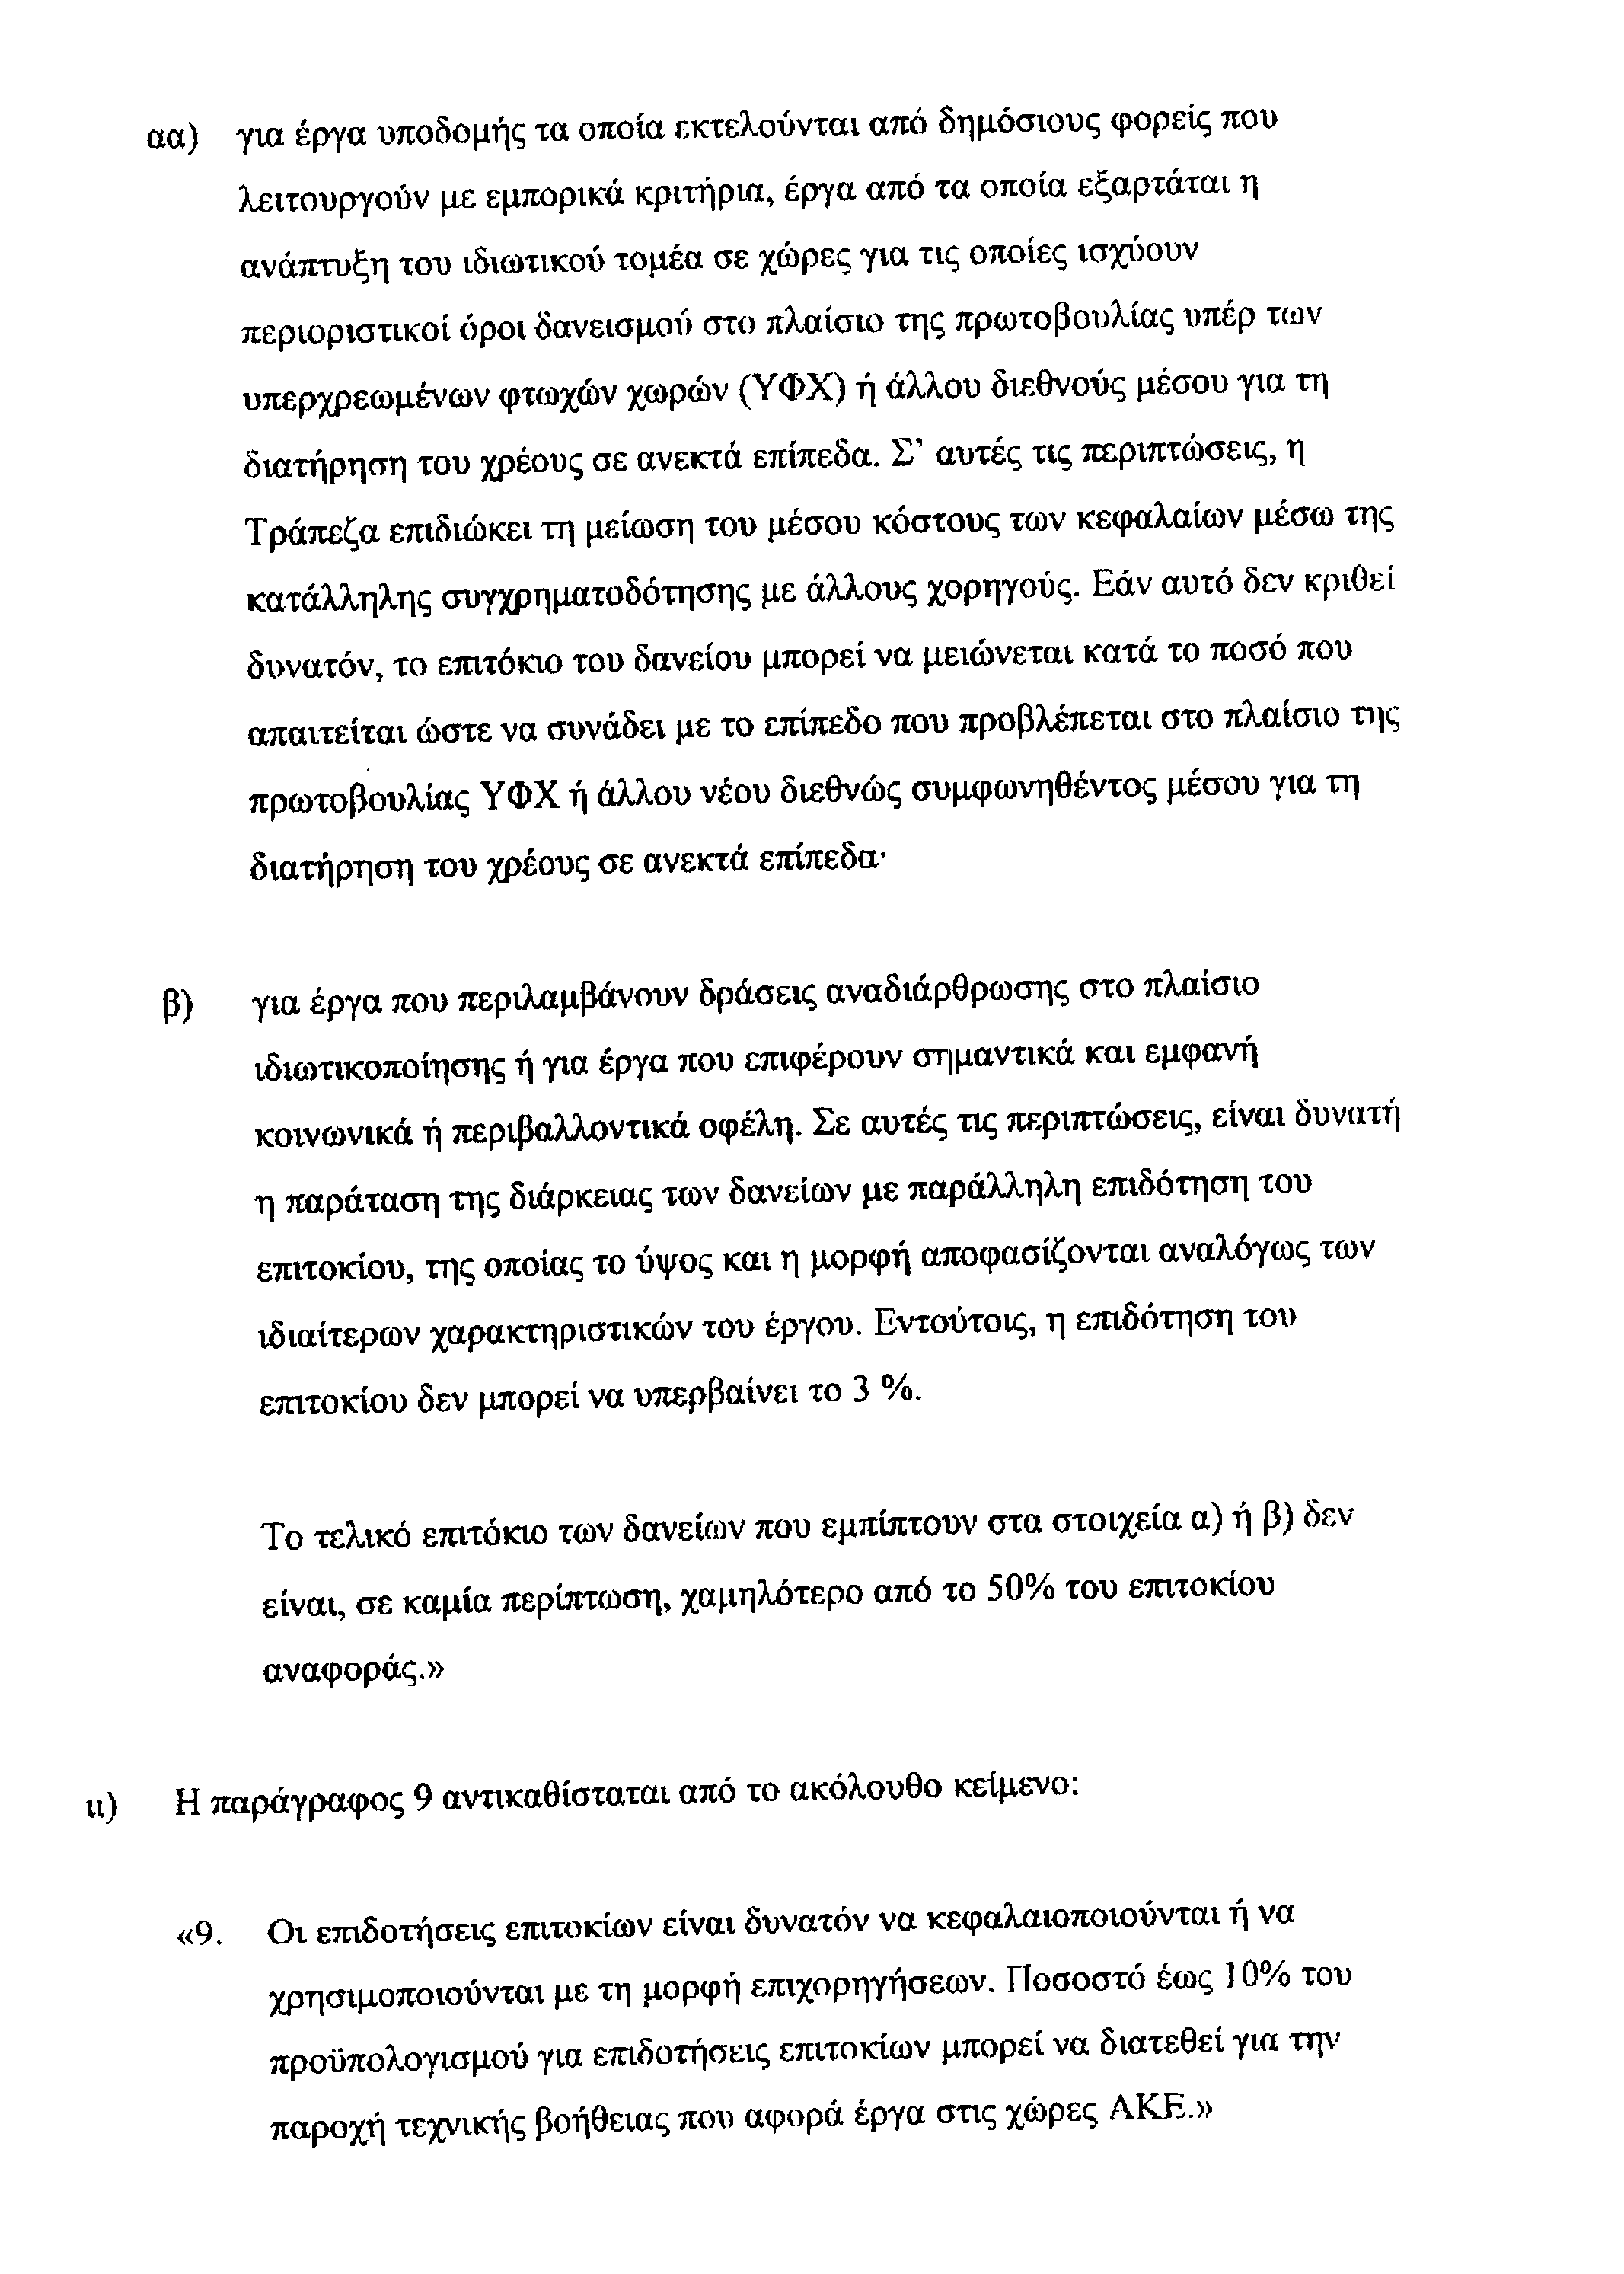 αα) για έργα υποδομής τα οποία εκτελούνται από δημόσιους φορείς που
λειτουργούν με εμπορικά κριτήρια, έργα από τα οποία εξαρτάται η
ανάπτυξη του ιδιωτικού τομέα σε χώρες για τις οποίες ισχύουν
περιοριστικοί όροι δανεισμού στο πλαίσιο της πρωτοβουλίας υπέρ των
υπερχρεωμένων φτωχών χωρών (ΥΦΧ) ή άλλου διεθνούς μέσου για τη
διατήρηση του χρέους σε ανεκτά επίπεδα. Σ’ αυτές τις περιπτώσεις, η
Τράπεζα επιδιώκει τη μείωση του μέσου κόστους των κεφαλαίων μέσω της
κατάλληλης συγχρηματοδότησης με άλλους χορηγούς. Εάν αυτό δεν κριθεί
δυνατόν, το επιτόκιο του δανείου μπορεί να μειώνεται κατά το ποσό που
απαιτείται ώστε να συνάδει με το επίπεδο που προβλέπεται στο πλαίσιο της
πρωτοβουλίας ΥΦΧ ή άλλου νέου διεθνώς συμφωνηθέντος μέσου για τη
διατήρηση του χρέους σε ανεκτά επίπεδα·
β) για έργα που περιλαμβάνουν δράσεις αναδιάρθρωσης στο πλαίσιο
ιδιωτικοποίησης ή για έργα που επιφέρουν σημαντικά και εμφανή
κοινωνικά ή περιβαλλοντικά οφέλη. Σε αυτές τις περιπτώσεις, είναι δυνατή
η παράταση της διάρκειας των δανείων με παράλληλη επιδότηση του
επιτοκίου, της οποίας το ύψος και η μορφή αποφασίζονται αναλόγως των
ιδιαίτερων χαρακτηριστικών του έργου. Εντούτοις, η επιδότηση του
επιτοκίου δεν μπορεί να υπερβαίνει το 3 %.
Το τελικό επιτόκιο των δανείων που εμπίπτουν στα στοιχεία α) ή β) δεν
είναι, σε καμία περίπτωση, χαμηλότερο από το 50% του επιτοκίου
αναφοράς.»
ιι) Η παράγραφος 9 αντικαθίσταται από το ακόλουθο κείμενο:
«9. Οι επιδοτήσεις επιτοκίων είναι δυνατόν να κεφαλαιοποιούνται ή να
χρησιμοποιούνται με τη μορφή επιχορηγήσεων. Ποσοστό έως 10% του
προϋπολογισμού για επιδοτήσεις επιτοκίων μπορεί να διατεθεί για την
παροχή τεχνικής βοήθειας που αφορά έργα στις χώρες ΑΚΕ.»